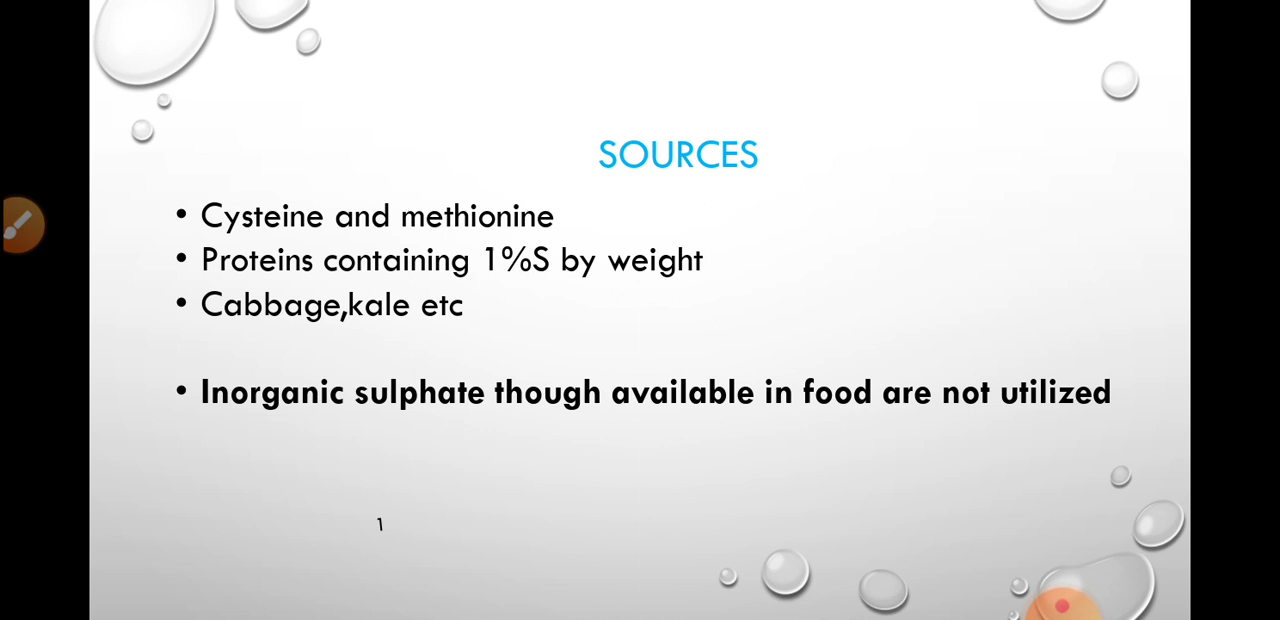 SOURCES
• Cysteine and methionine
• Proteins containing 1%S by weight
• Cabbage,kale etc
• Inorganic sulphate though available in food are not utilized
1